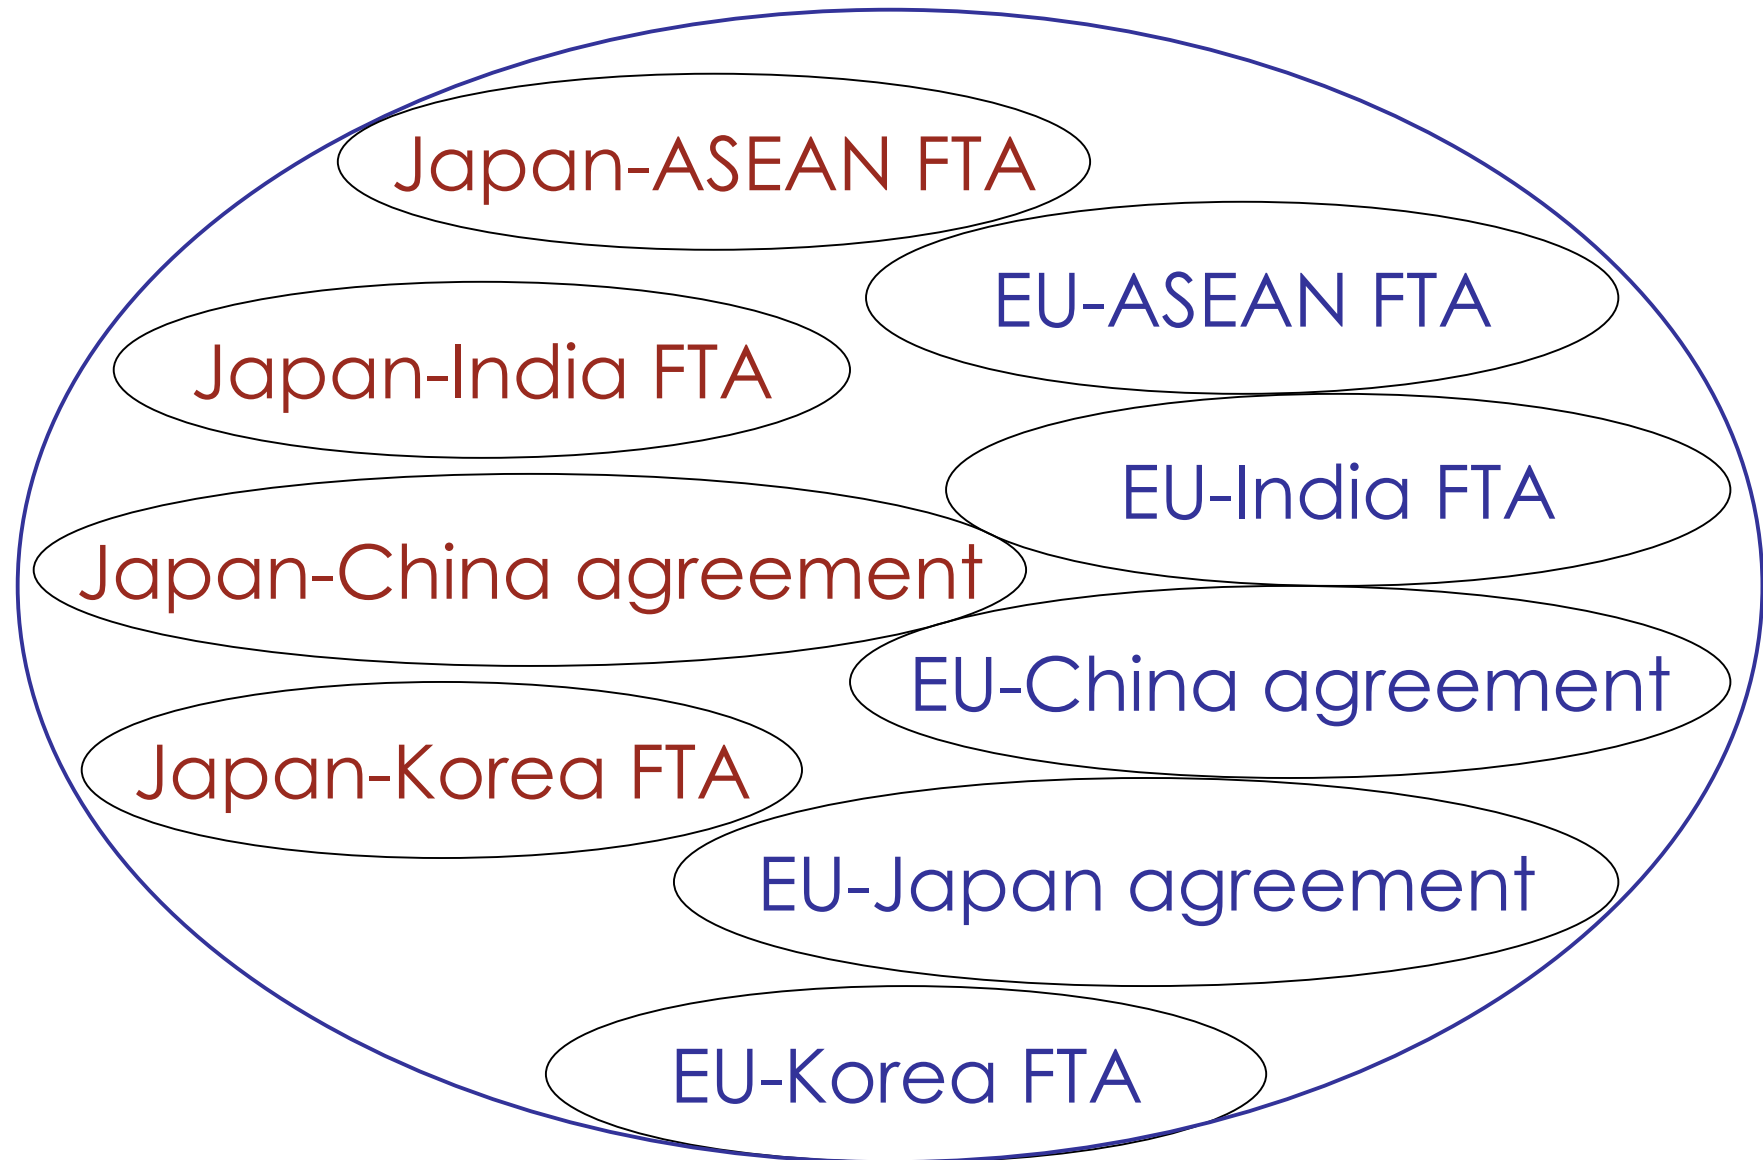 Japan-ASEAN FTA
EU-ASEAN FTA
Japan-India FTA
EU-India FTA
Japan-China agreement
EU-China agreement
Japan-Korea FTA
EU-Japan agreement
EU-Korea FTA